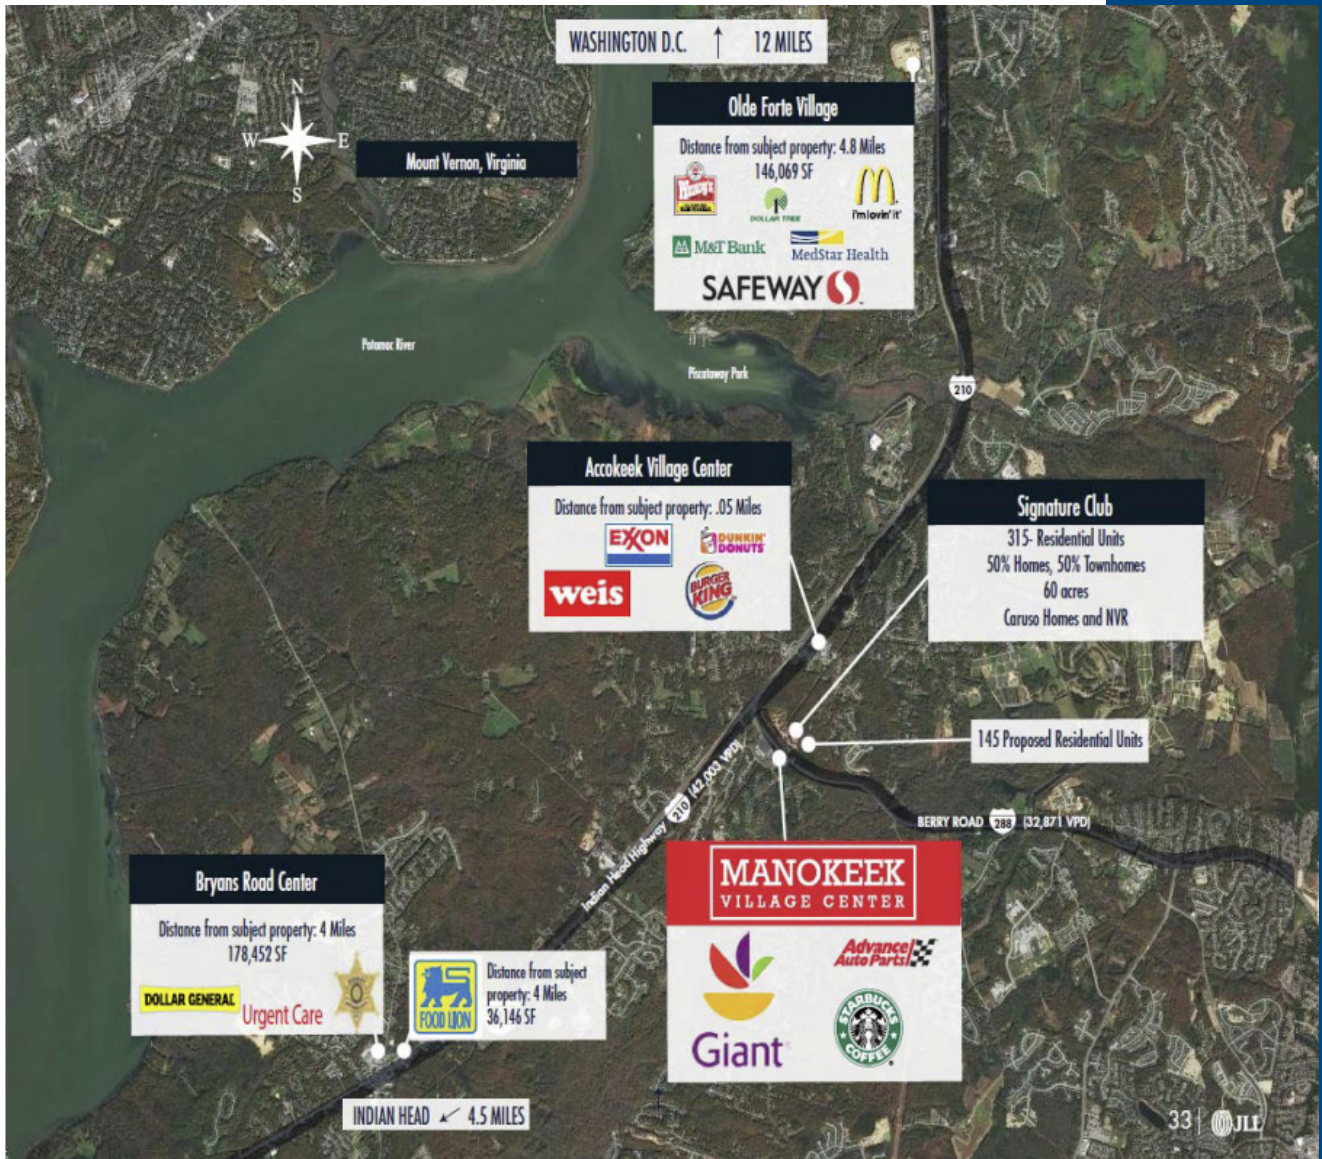 WASHINGTON D.C. ↑ 12 MILES
N
W E
S
Mount Vernon, Virginia
Olde Forte Village
Distance from subject property: 4.8 Miles
146,069 SF
Wendy's
DOLLAR TREE
i'm lovin' it
M&T Bank
MedStar Health
SAFEWAY
Potamac River
Piscataway Park
210
Accokeek Village Center
Distance from subject property: .05 Miles
EXXON
DUNKIN'
DONUTS
weis
BURGER
KING
Signature Club
315- Residential Units
50% Homes, 50% Townhomes
60 acres
Caruso Homes and NVR
145 Proposed Residential Units
Indian Head Highway 210 (42,003 VPD)
BERRY ROAD 288 (32,871 VPD)
MANOKEEK
VILLAGE CENTER
Giant
Advance
Auto Parts
STARBUCKS
COFFEE
Bryans Road Center
Distance from subject property: 4 Miles
178,452 SF
DOLLAR GENERAL
Urgent Care
FOOD LION
Distance from subject
property: 4 Miles
36,146 SF
INDIAN HEAD ↙ 4.5 MILES
33 | JLL